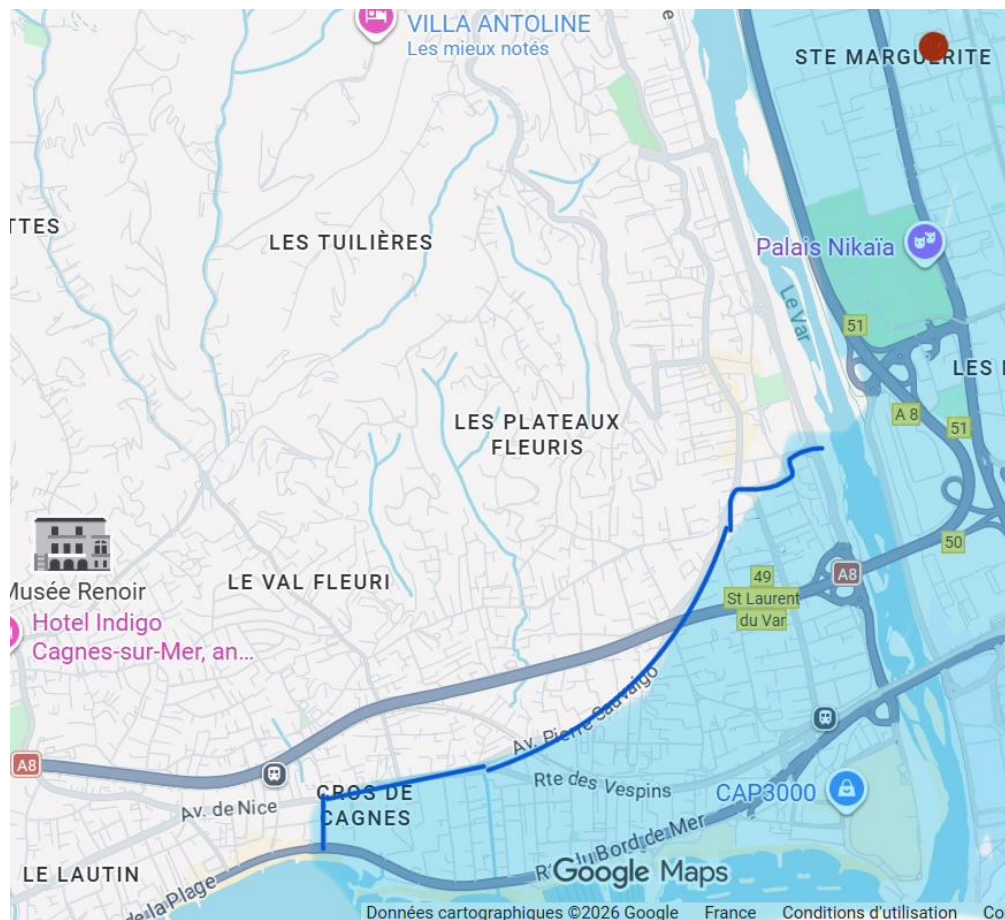 VILLA ANTOLINE
Les mieux notés
STE MARGUERITE
TTES
LES TUILIÈRES
Palais Nikaïa
Le Var
51
LES PLATEAUX
FLEURIS
LES
A 8
51
50
Musée Renoir
LE VAL FLEURI
49
St Laurent
du Var
A8
Hotel Indigo
Cagnes-sur-Mer, an...
Av. Pierre Sauvaigo
A8
Rte des Vespins
CAP3000
CROS DE
CAGNES
Av. de Nice
LE LAUTIN
de la Plage
du Bord de Mer
Google Maps
Données cartographiques ©2026 Google
France
Conditions d'utilisation
Co